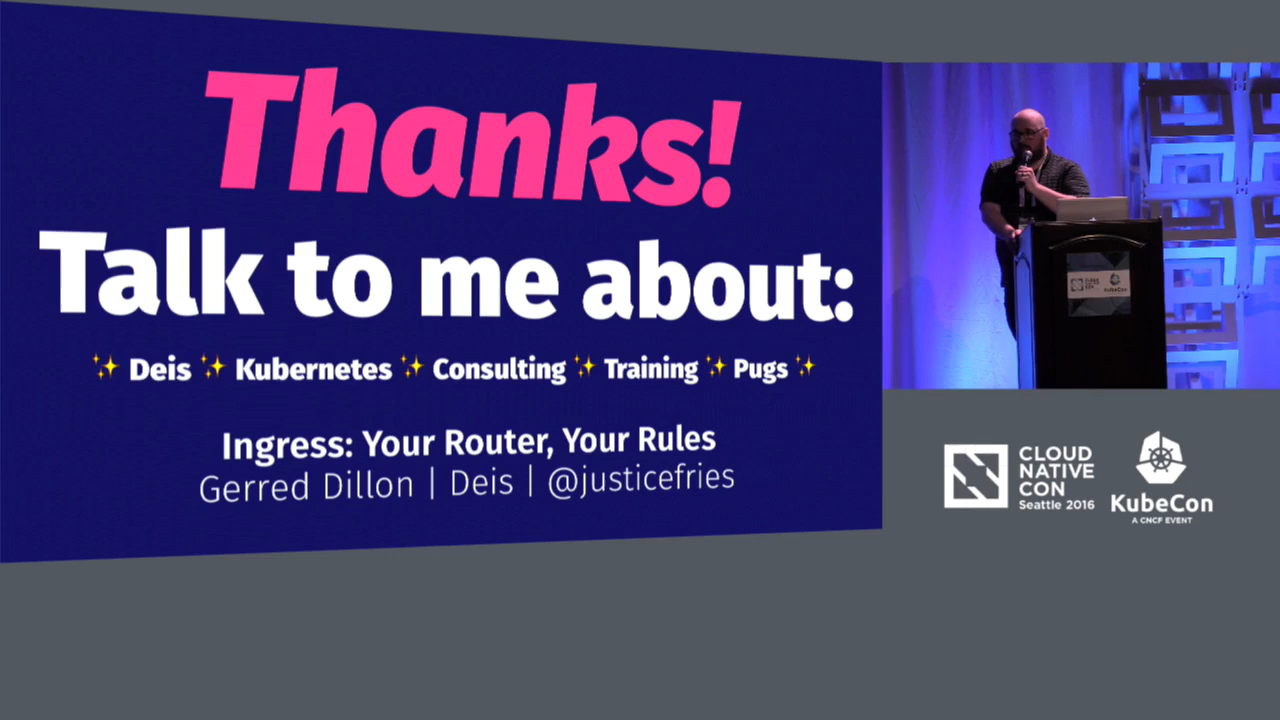 Thanks!
Talk to me about:
✨ Deis ✨ Kubernetes ✨ Consulting ✨ Training ✨ Pugs ✨
Ingress: Your Router, Your Rules
Gerred Dillon | Deis | @justicefries
CLOUD
NATIVE
CON
Seattle 2016
KubeCon
A CNCF EVENT
KubeCon